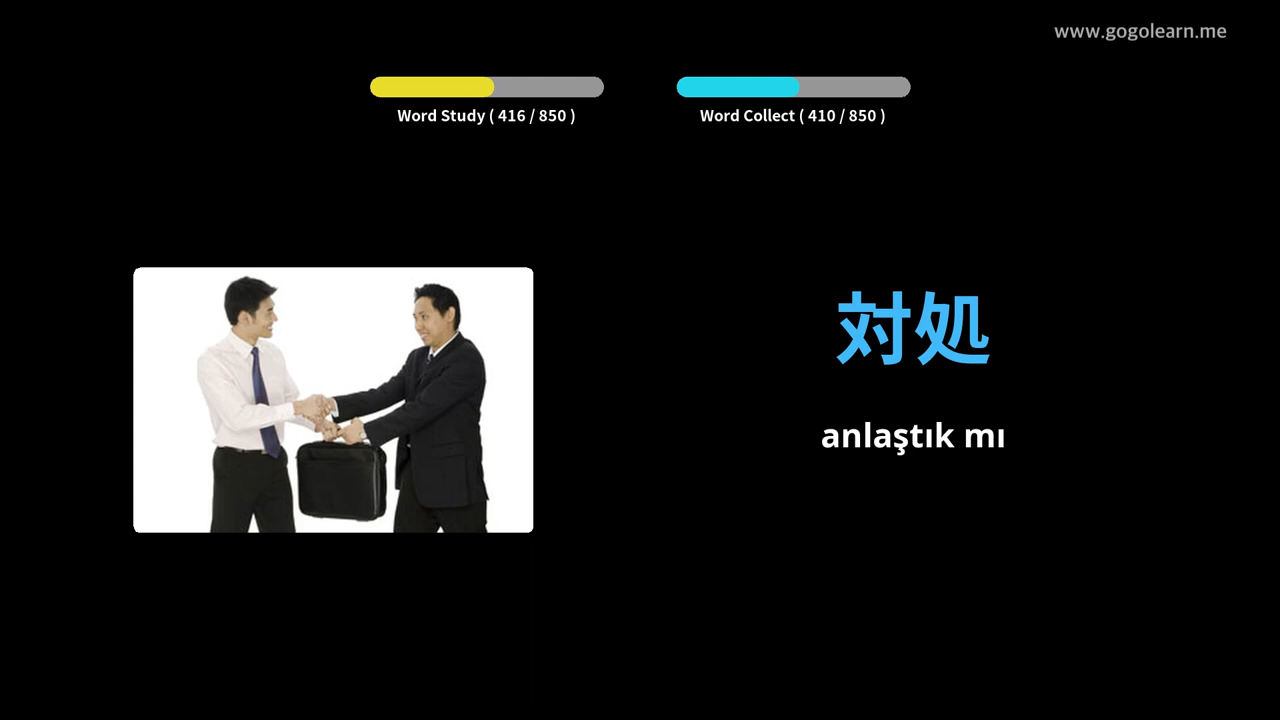 www.gogolearn.me
Word Study ( 416 / 850 )
Word Collect ( 410 / 850 )
対処
anlaştık mı